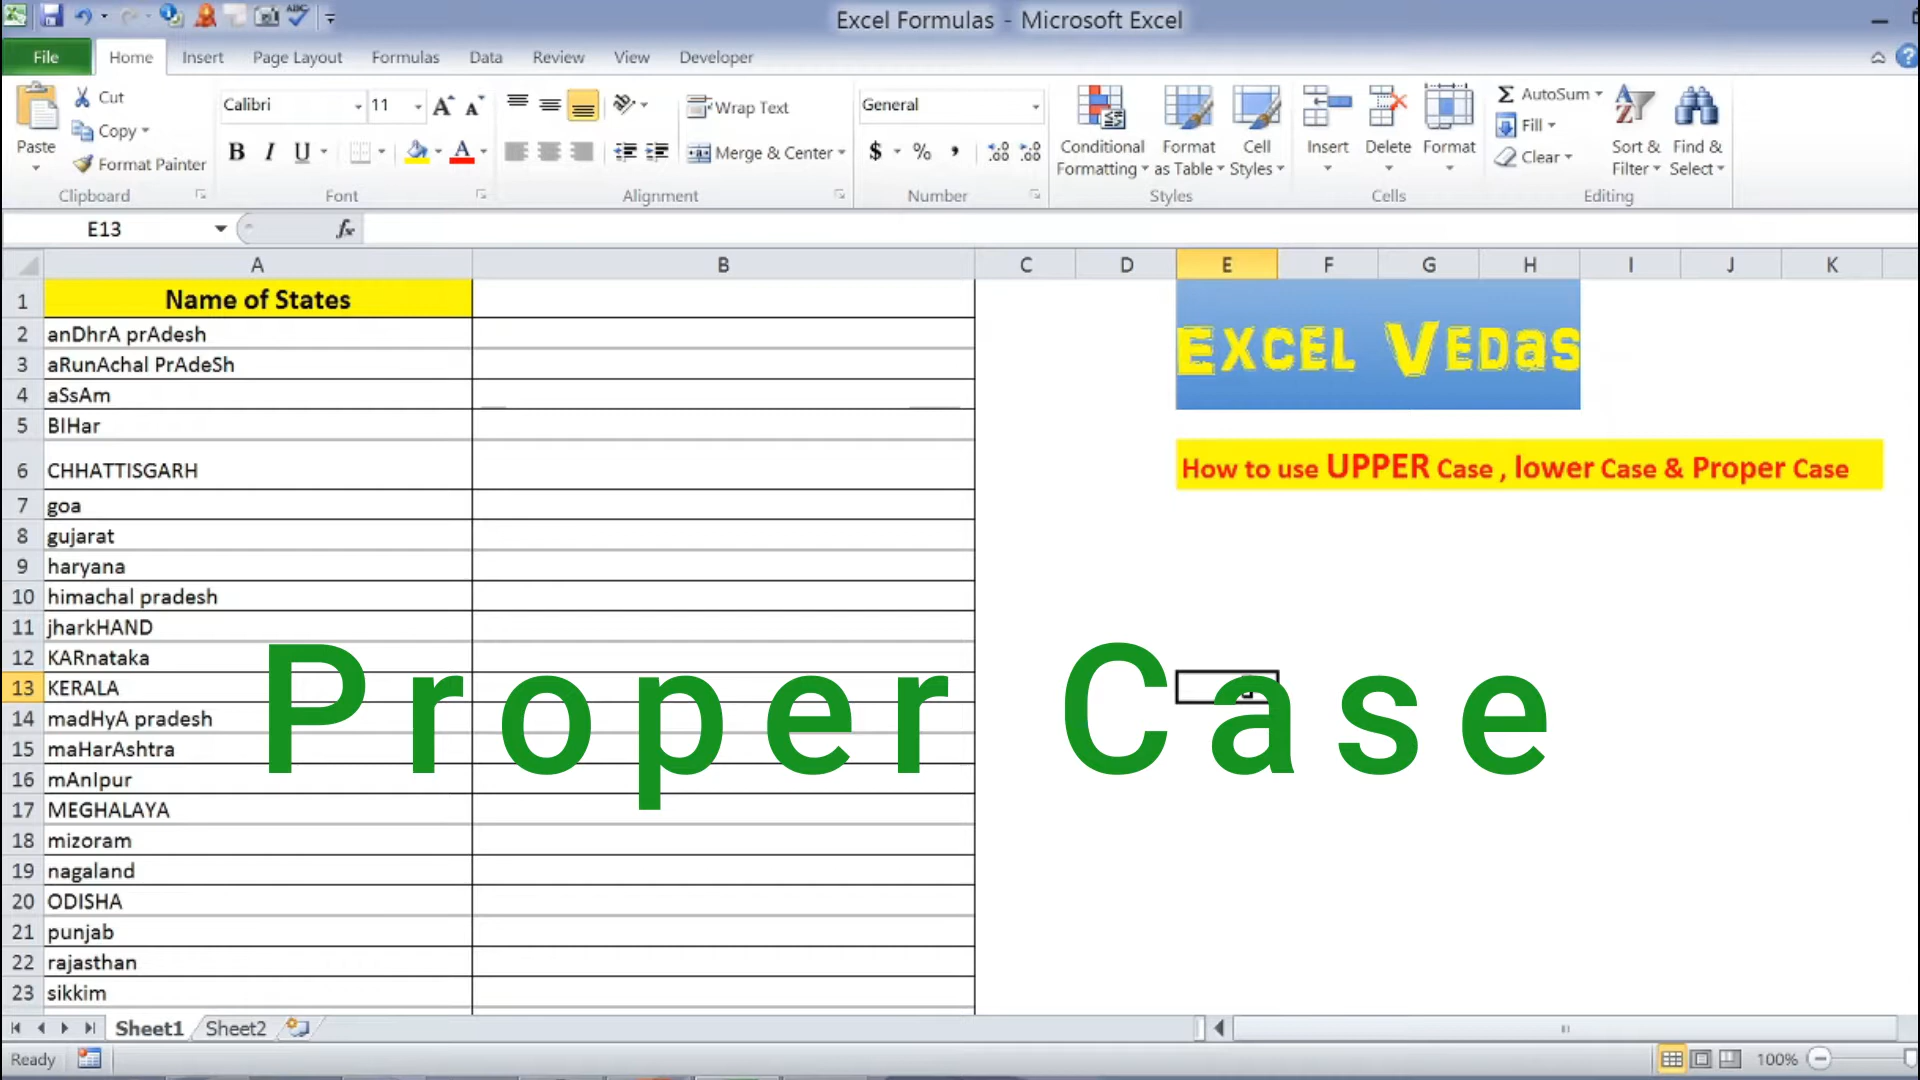 Excel Formulas - Microsoft Excel
File Home Insert Page Layout Formulas Data Review View Developer
Paste
Cut
Copy
Format Painter
Clipboard
Calibri 11
B I U A
Font
Wrap Text
Merge & Center
Alignment
General
$ % ,
Number
Conditional Formatting
Format as Table
Cell Styles
Styles
Insert Delete Format
Cells
Σ AutoSum
Fill
Clear
Sort & Filter
Find & Select
Editing
E13 fx
A B C D E F G H I J K
1 Name of States
2 anDhrA prAdesh
3 aRunAchal PrAdeSh
4 aSsAm
5 BIHar
6 CHHATTISGARH
7 goa
8 gujarat
9 haryana
10 himachal pradesh
11 jharkHAND
12 KARnataka
13 KERALA
14 madHyA pradesh
15 maHarAshtra
16 mAnIpur
17 MEGHALAYA
18 mizoram
19 nagaland
20 ODISHA
21 punjab
22 rajasthan
23 sikkim
Excel Vedas
How to use UPPER Case , lower Case & Proper Case
Proper Case
Sheet1 Sheet2
Ready 100%